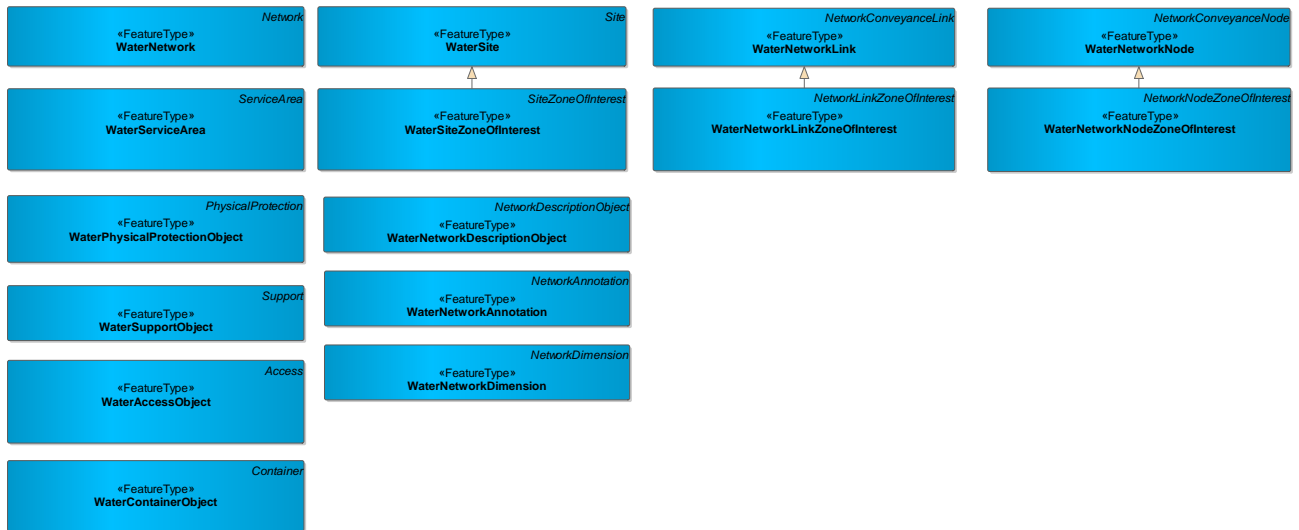 Network
«FeatureType»
WaterNetwork
Site
«FeatureType»
WaterSite
NetworkConveyanceLink
«FeatureType»
WaterNetworkLink
NetworkConveyanceNode
«FeatureType»
WaterNetworkNode
ServiceArea
«FeatureType»
WaterServiceArea
SiteZoneOfInterest
«FeatureType»
WaterSiteZoneOfInterest
NetworkLinkZoneOfInterest
«FeatureType»
WaterNetworkLinkZoneOfInterest
NetworkNodeZoneOfInterest
«FeatureType»
WaterNetworkNodeZoneOfInterest
PhysicalProtection
«FeatureType»
WaterPhysicalProtectionObject
NetworkDescriptionObject
«FeatureType»
WaterNetworkDescriptionObject
Support
«FeatureType»
WaterSupportObject
NetworkAnnotation
«FeatureType»
WaterNetworkAnnotation
Access
«FeatureType»
WaterAccessObject
NetworkDimension
«FeatureType»
WaterNetworkDimension
Container
«FeatureType»
WaterContainerObject